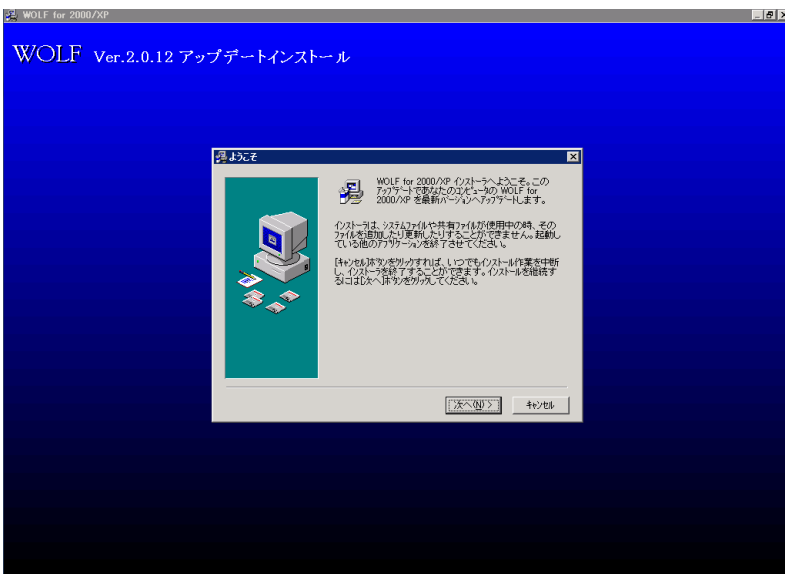 WOLF for 2000/XP
WOLF Ver.2.0.12 アップデートインストール
ようこそ
WOLF for 2000/XP インストーラへようこそ。この
アップデートであなたのコンピュータの WOLF for
2000/XP を最新バージョンへアップデートします。
インストーラは、システムファイルや共有ファイルが使用中の時、その
ファイルを追加したり更新したりすることができません。起動し
ている他のアプリケーションを終了させてください。
[キャンセル]ボタンをクリックすれば、いつでもインストール作業を中断
し、インストーラを終了することができます。インストールを継続す
るには[次へ]ボタンをクリックしてください。
次へ(N) >
キャンセル